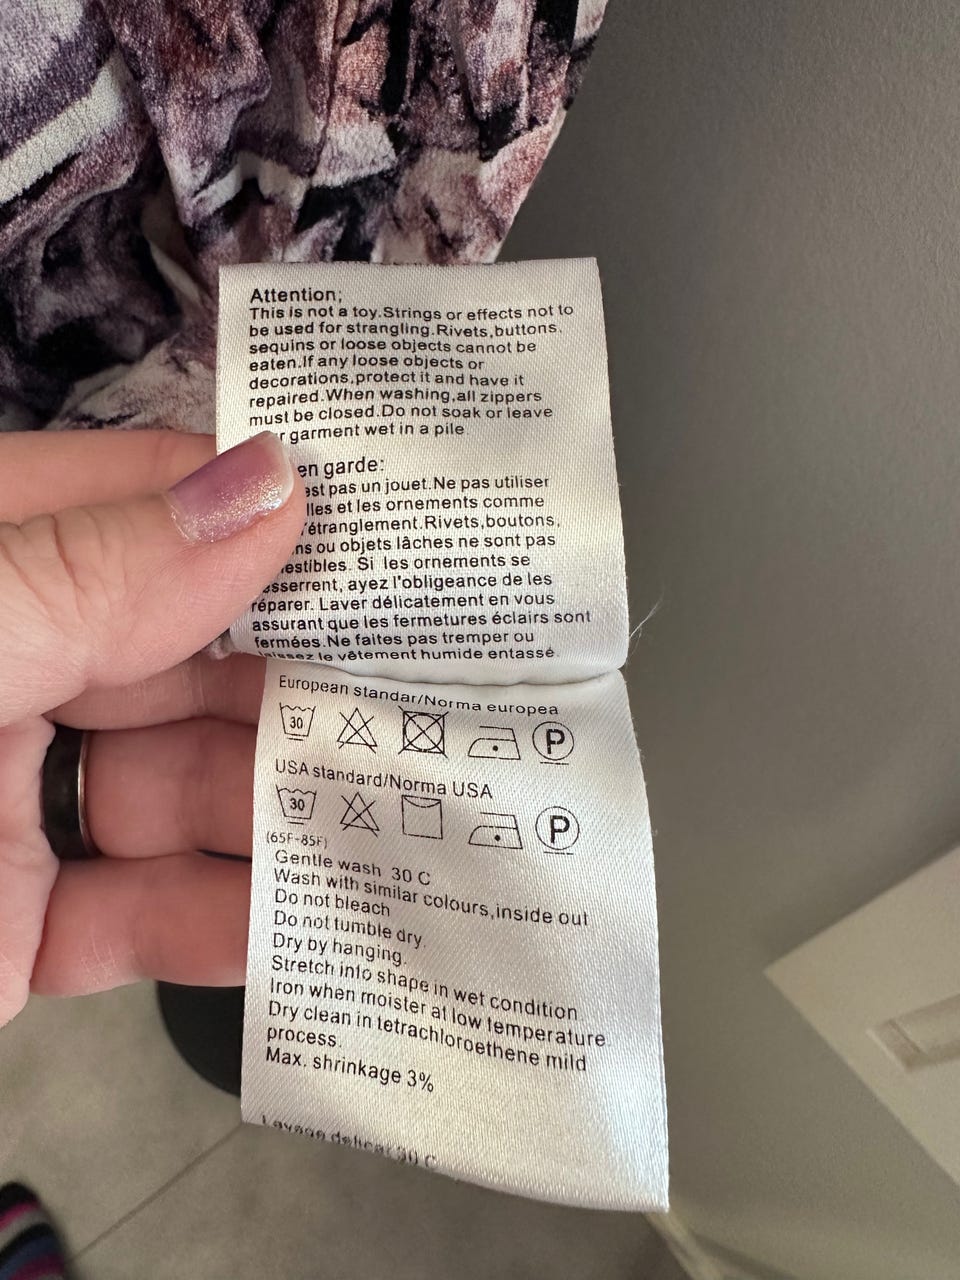 Attention;
This is not a toy.Strings or effects not to
be used for strangling.Rivets,buttons,
sequins or loose objects cannot be
eaten.If any loose objects or
decorations,protect it and have it
repaired.When washing,all zippers
must be closed.Do not soak or leave
garment wet in a pile.
en garde:
pas un jouet.Ne pas utiliser
et les ornements comme
l'étranglement.Rivets,boutons,
ou objets lâches ne sont pas
Si les ornements se
ayez l'obligeance de les
réparer. Laver délicatement en vous
assurant que les fermetures éclairs sont
fermées.Ne faites pas tremper ou
laissez le vêtement humide entassé.
European standar/Norma europea
30 P
USA standard/Norma USA
30 P
(65F-85F)
Gentle wash 30 C
Wash with similar colours,inside out
Do not bleach
Do not tumble dry.
Dry by hanging.
Stretch into shape in wet condition
Iron when moister at low temperature
Dry clean in tetrachloroethene mild
process.
Max. shrinkage 3%
Lavage délicat 30 C